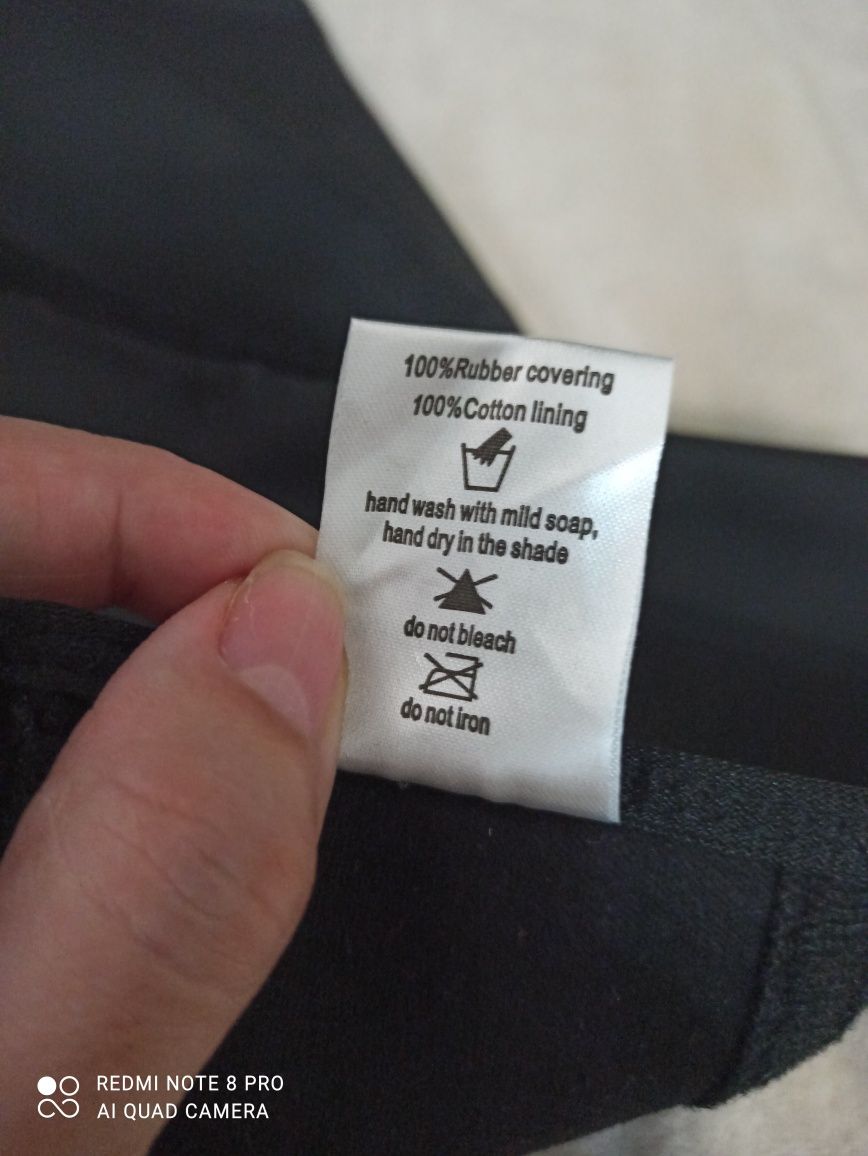 100%Rubber covering
100%Cotton lining
hand wash with mild soap,
hand dry in the shade
do not bleach
do not iron
REDMI NOTE 8 PRO
AI QUAD CAMERA